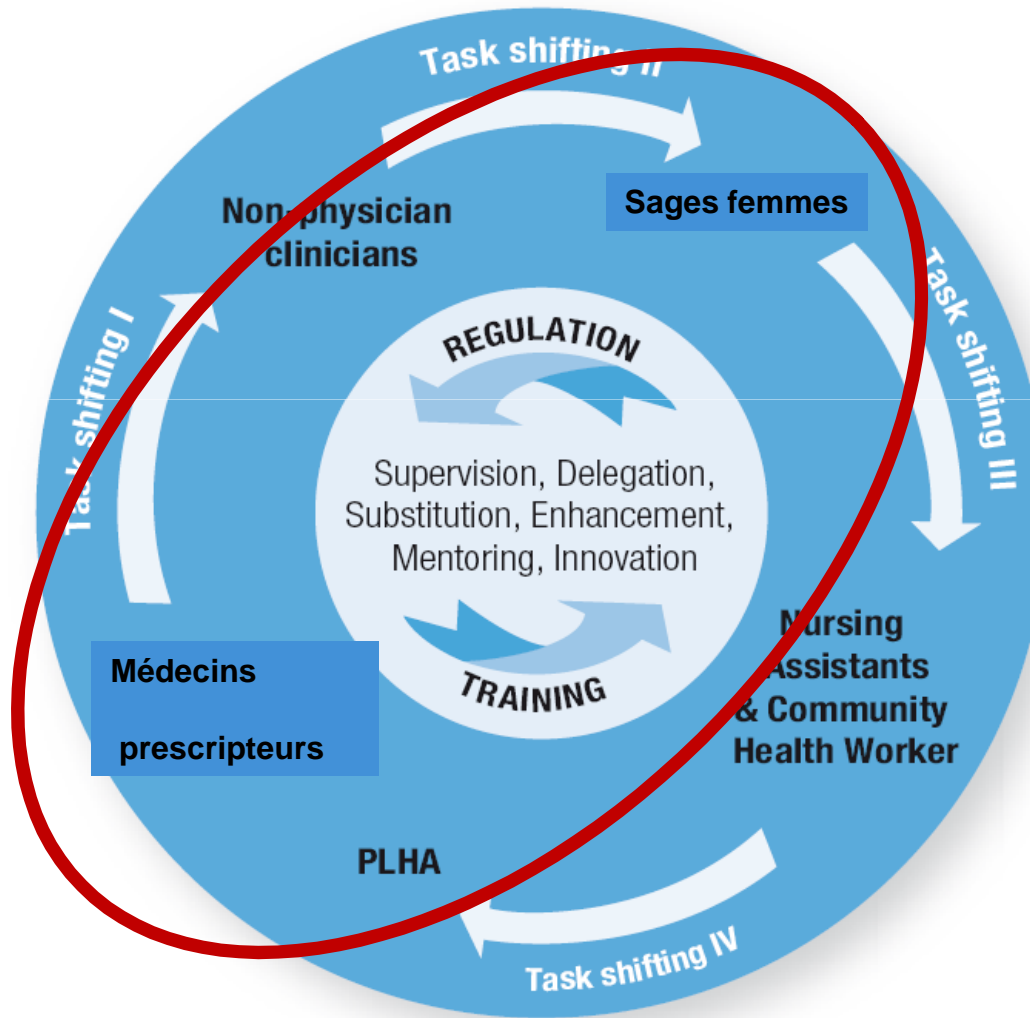 Task shifting II
Non-physician
clinicians
Sages femmes
Task shifting I
Task shifting III
REGULATION
Supervision, Delegation,
Substitution, Enhancement,
Mentoring, Innovation
TRAINING
Médecins
prescripteurs
Nursing
Assistants
& Community
Health Worker
PLHA
Task shifting IV